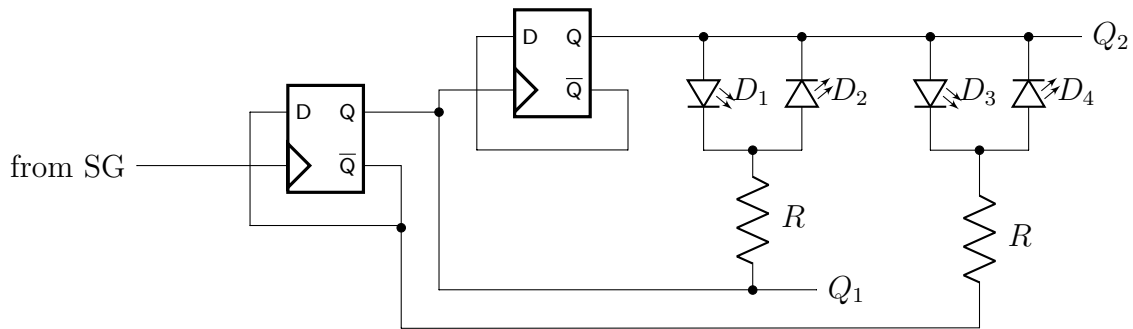 D Q
Q̅
Q₂
D₁ D₂ D₃ D₄
D Q
Q̅
from SG
R
R
Q₁